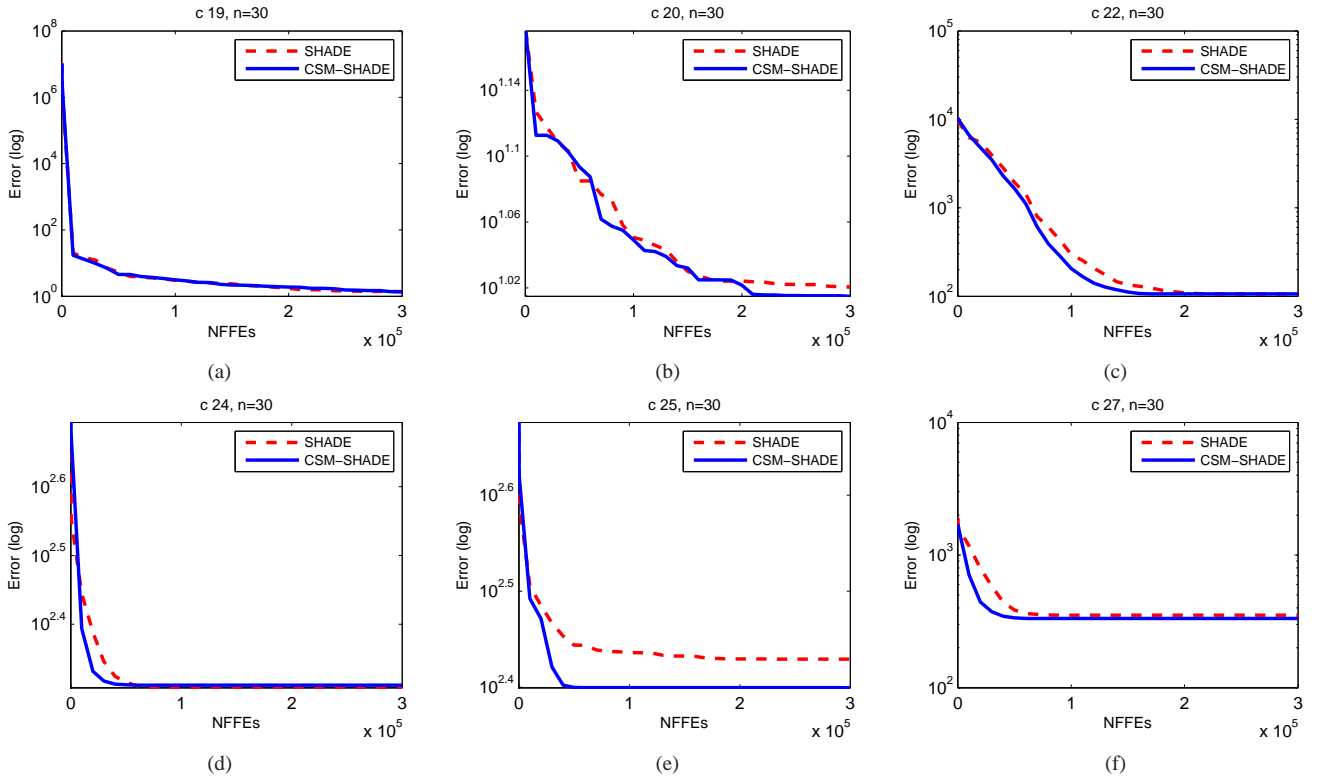 c 19, n=30
10^8
10^6
10^4
10^2
10^0
Error (log)
SHADE
CSM−SHADE
0 1 2 3
x 10^5
NFFEs
(a)
c 20, n=30
10^1.14
10^1.1
10^1.06
10^1.02
Error (log)
SHADE
CSM−SHADE
0 1 2 3
x 10^5
NFFEs
(b)
c 22, n=30
10^5
10^4
10^3
10^2
Error (log)
SHADE
CSM−SHADE
0 1 2 3
x 10^5
NFFEs
(c)
c 24, n=30
10^2.6
10^2.5
10^2.4
Error (log)
SHADE
CSM−SHADE
0 1 2 3
x 10^5
NFFEs
(d)
c 25, n=30
10^2.6
10^2.5
10^2.4
Error (log)
SHADE
CSM−SHADE
0 1 2 3
x 10^5
NFFEs
(e)
c 27, n=30
10^4
10^3
10^2
Error (log)
SHADE
CSM−SHADE
0 1 2 3
x 10^5
NFFEs
(f)